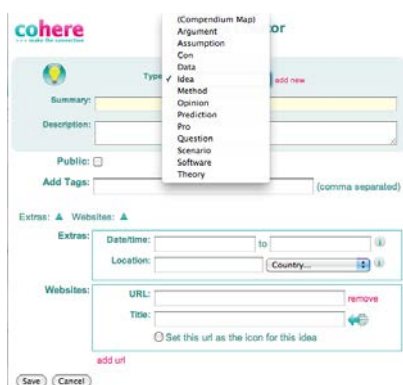 cohere
make the connection
or
Type
(Compendium Map)
Argument
Assumption
Con
Data
✓ Idea
Method
Opinion
Prediction
Pro
Question
Scenario
Software
Theory
add new
Summary:
Description:
Public:
Add Tags:
(comma separated)
Extras: Websites:
Extras:
Date/time: to
Location: Country...
Websites:
URL: remove
Title:
Set this url as the icon for this idea
add url
Save Cancel